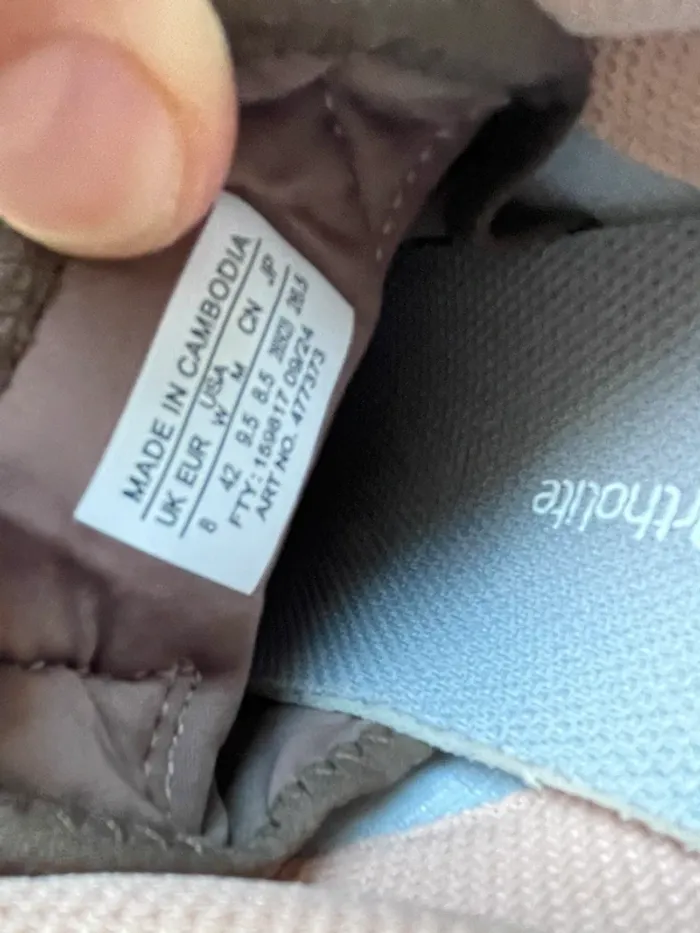 MADE IN CAMBODIA
UK EUR USA CN JP
W M
8 42 9.5 8.5 26.5
FTY: 159817 09/24
ART NO. 477373
rtholite